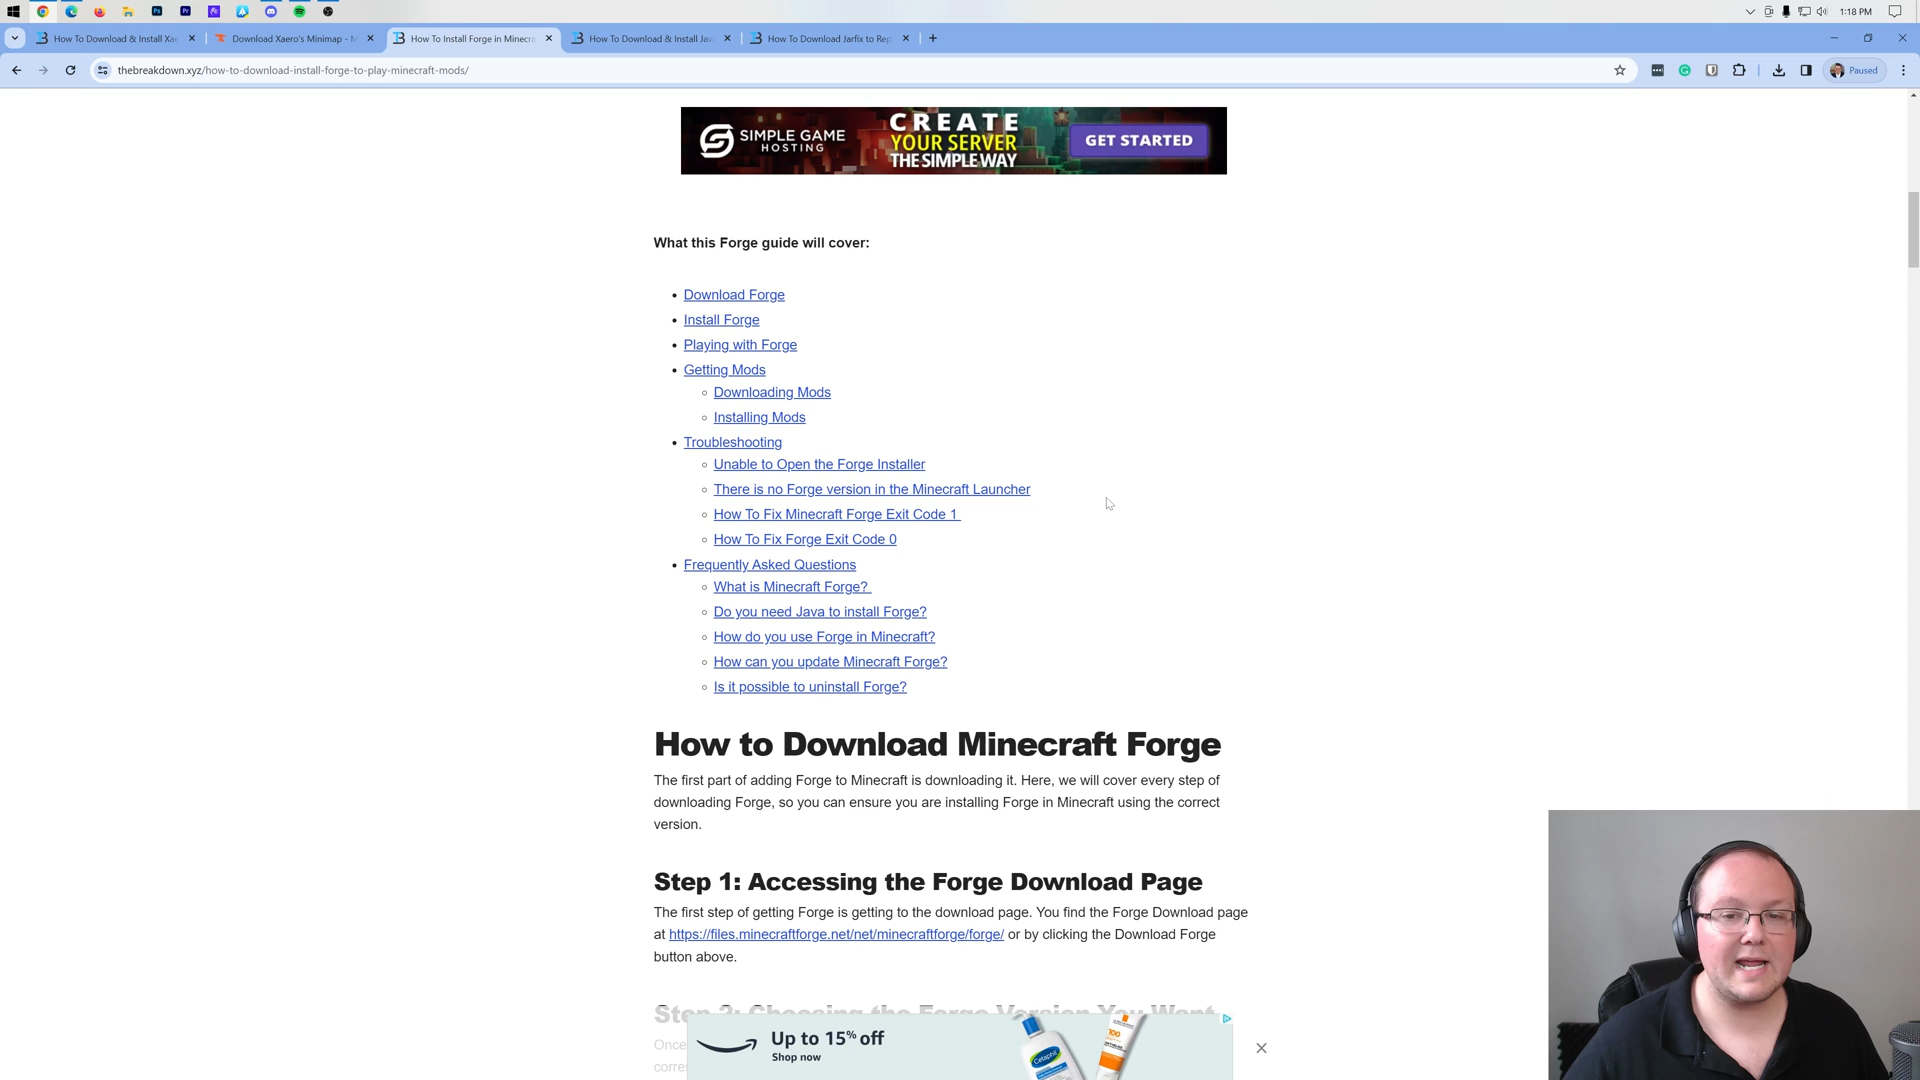 1:18 PM
How To Download & Install Xae
Download Xaero's Minimap - M
How To Install Forge in Minecra
How To Download & Install Jav
How To Download Jarfix to Rep
thebreakdown.xyz/how-to-download-install-forge-to-play-minecraft-mods/
Paused
SIMPLE GAME
HOSTING
CREATE
YOUR SERVER
THE SIMPLE WAY
GET STARTED
What this Forge guide will cover:
Download Forge
Install Forge
Playing with Forge
Getting Mods
Downloading Mods
Installing Mods
Troubleshooting
Unable to Open the Forge Installer
There is no Forge version in the Minecraft Launcher
How To Fix Minecraft Forge Exit Code 1
How To Fix Forge Exit Code 0
Frequently Asked Questions
What is Minecraft Forge?
Do you need Java to install Forge?
How do you use Forge in Minecraft?
How can you update Minecraft Forge?
Is it possible to uninstall Forge?
How to Download Minecraft Forge
The first part of adding Forge to Minecraft is downloading it. Here, we will cover every step of
downloading Forge, so you can ensure you are installing Forge in Minecraft using the correct
version.
Step 1: Accessing the Forge Download Page
The first step of getting Forge is getting to the download page. You find the Forge Download page
at https://files.minecraftforge.net/net/minecraftforge/forge/ or by clicking the Download Forge
button above.
Step 2: Choosing the Forge Version You Want
Once
corres
Up to 15% off
Shop now
Cetaphil